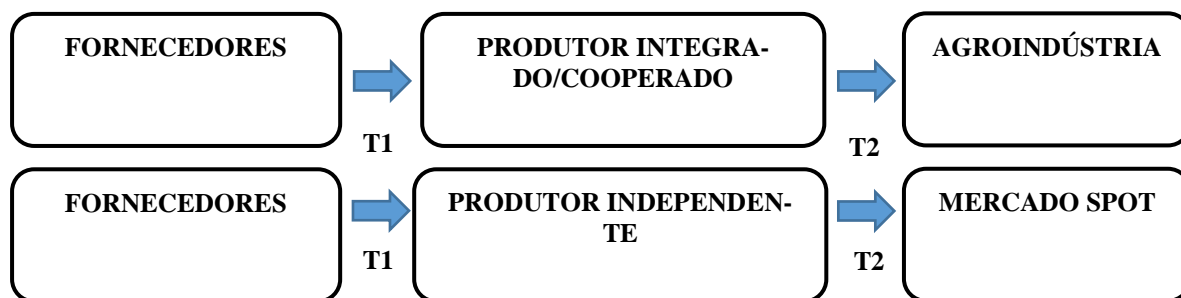 FORNECEDORES
PRODUTOR INTEGRA-
DO/COOPERADO
AGROINDÚSTRIA
T1
T2
FORNECEDORES
PRODUTOR INDEPENDEN-
TE
MERCADO SPOT
T1
T2